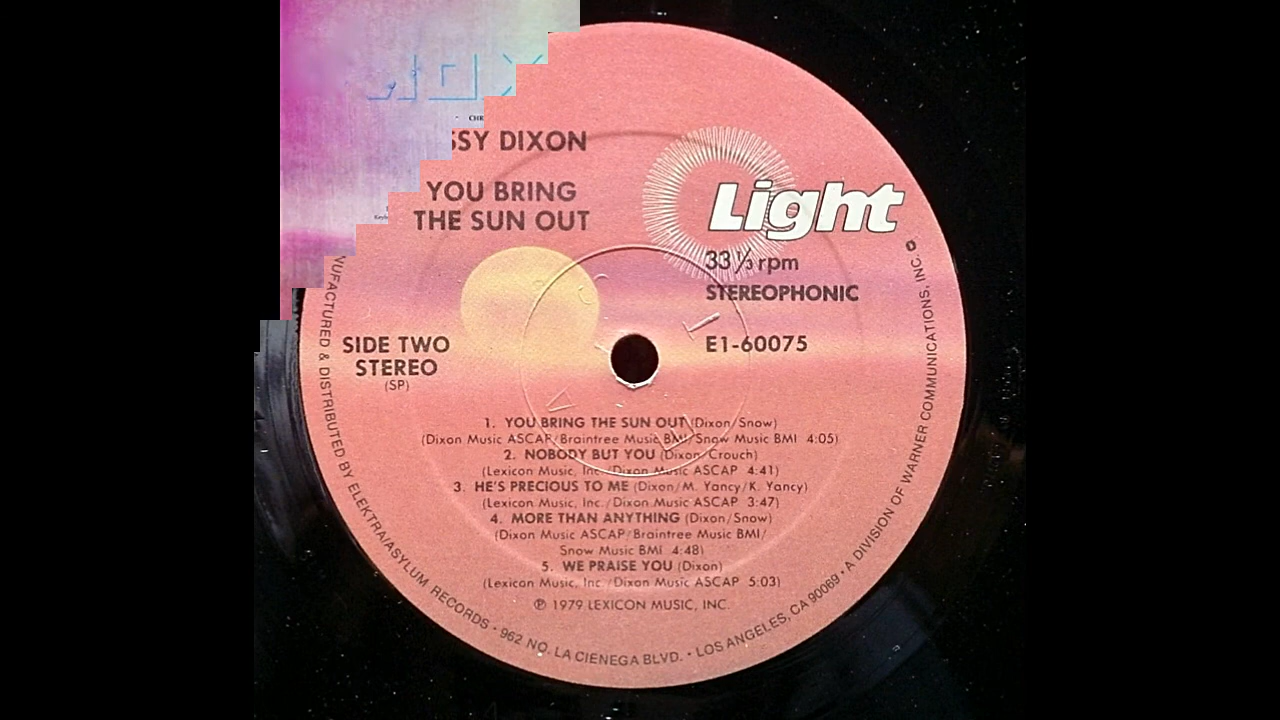 CHR
SSY DIXON
YOU BRING
THE SUN OUT
Light
33 ⅓ rpm
STEREOPHONIC
E1-60075
SIDE TWO
STEREO
(SP)
1. YOU BRING THE SUN OUT (Dixon/Snow)
(Dixon Music ASCAP/Braintree Music BMI/Snow Music BMI 4:05)
2. NOBODY BUT YOU (Dixon/Crouch)
(Lexicon Music, Inc./Dixon Music ASCAP 4:41)
3. HE'S PRECIOUS TO ME (Dixon/M. Yancy/K. Yancy)
(Lexicon Music, Inc./Dixon Music ASCAP 3:47)
4. MORE THAN ANYTHING (Dixon/Snow)
(Dixon Music ASCAP/Braintree Music BMI/
Snow Music BMI 4:48)
5. WE PRAISE YOU (Dixon)
(Lexicon Music, Inc./Dixon Music ASCAP 5:03)
℗ 1979 LEXICON MUSIC, INC.
NUFACTURED & DISTRIBUTED BY ELEKTRA/ASYLUM RECORDS • 962 NO. LA CIENEGA BLVD. • LOS ANGELES, CA 90069 • A DIVISION OF WARNER COMMUNICATIONS, INC.